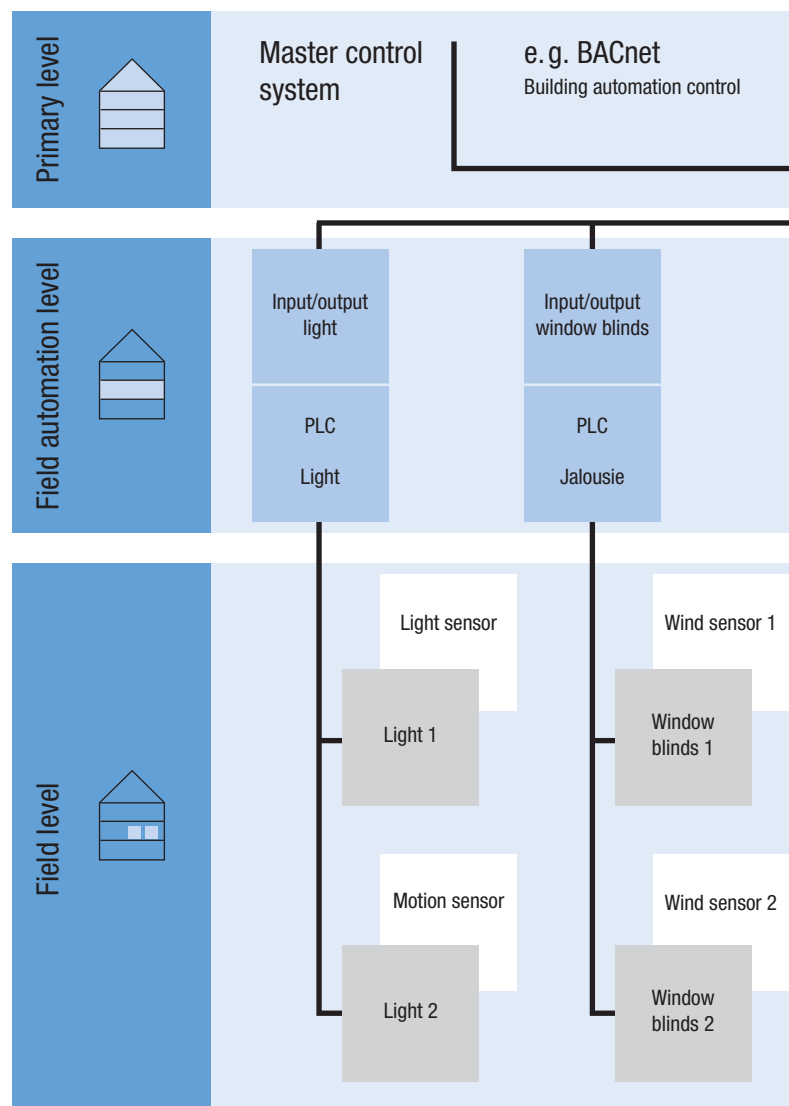 Primary level
Master control
system
e. g. BACnet
Building automation control
Field automation level
Input/output
light
Input/output
window blinds
PLC
Light
PLC
Jalousie
Field level
Light sensor
Wind sensor 1
Light 1
Window
blinds 1
Motion sensor
Wind sensor 2
Light 2
Window
blinds 2